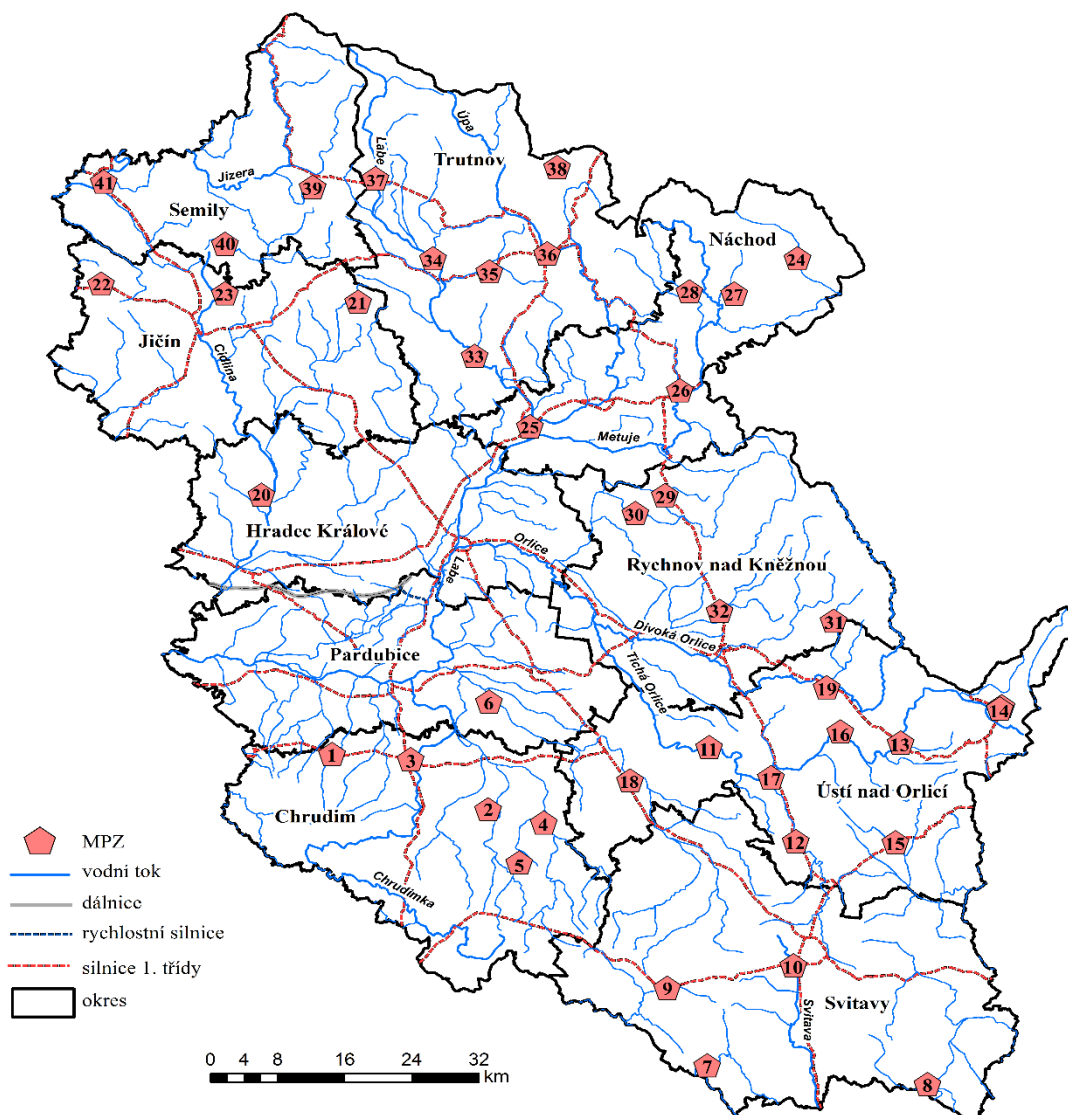 Úpa
Labe
Trutnov
38
41
Jizera
39
37
Semily
Náchod
40
36
24
34
35
22
23
21
28
27
Jičín
Cidlina
33
26
25
Metuje
20
29
30
Hradec Králové
Orlice
Rychnov nad Kněžnou
Labe
32
31
Divoká Orlice
Pardubice
Tichá Orlice
19
6
14
16
13
11
1
3
17
18
Ústí nad Orlicí
Chrudim
2
4
12
15
5
MPZ
vodni tok
Chrudimka
dálnice
rychlostní silnice
silnice 1. třídy
10
9
okres
Svitava
Svitavy
7
8
0 4 8 16 24 32
km